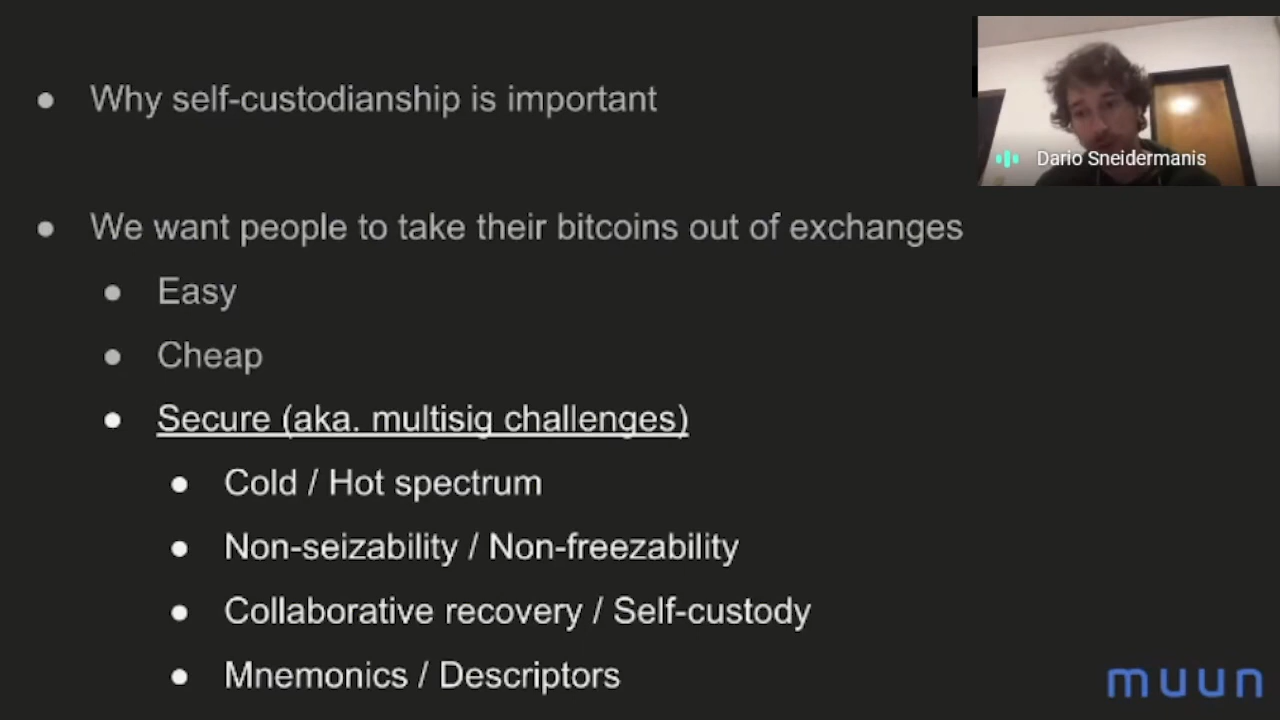 Why self-custodianship is important
Dario Sneidermanis
We want people to take their bitcoins out of exchanges
Easy
Cheap
Secure (aka. multisig challenges)
Cold / Hot spectrum
Non-seizability / Non-freezability
Collaborative recovery / Self-custody
Mnemonics / Descriptors
muun